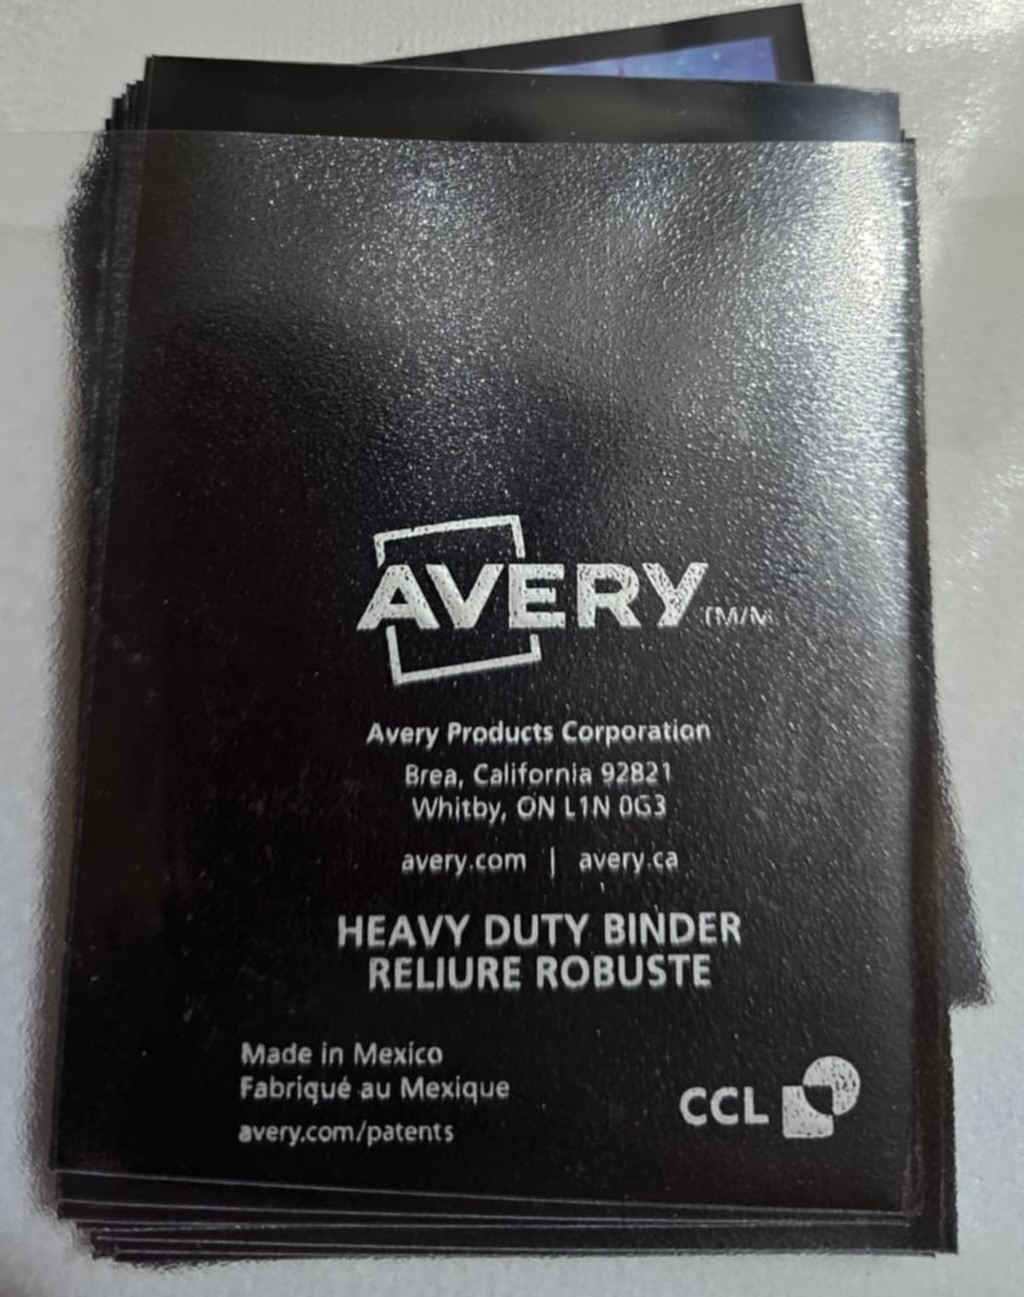 AVERY TM/M
Avery Products Corporation
Brea, California 92821
Whitby, ON L1N 0G3
avery.com | avery.ca
HEAVY DUTY BINDER
RELIURE ROBUSTE
Made in Mexico
Fabriqué au Mexique
avery.com/patents
CCL